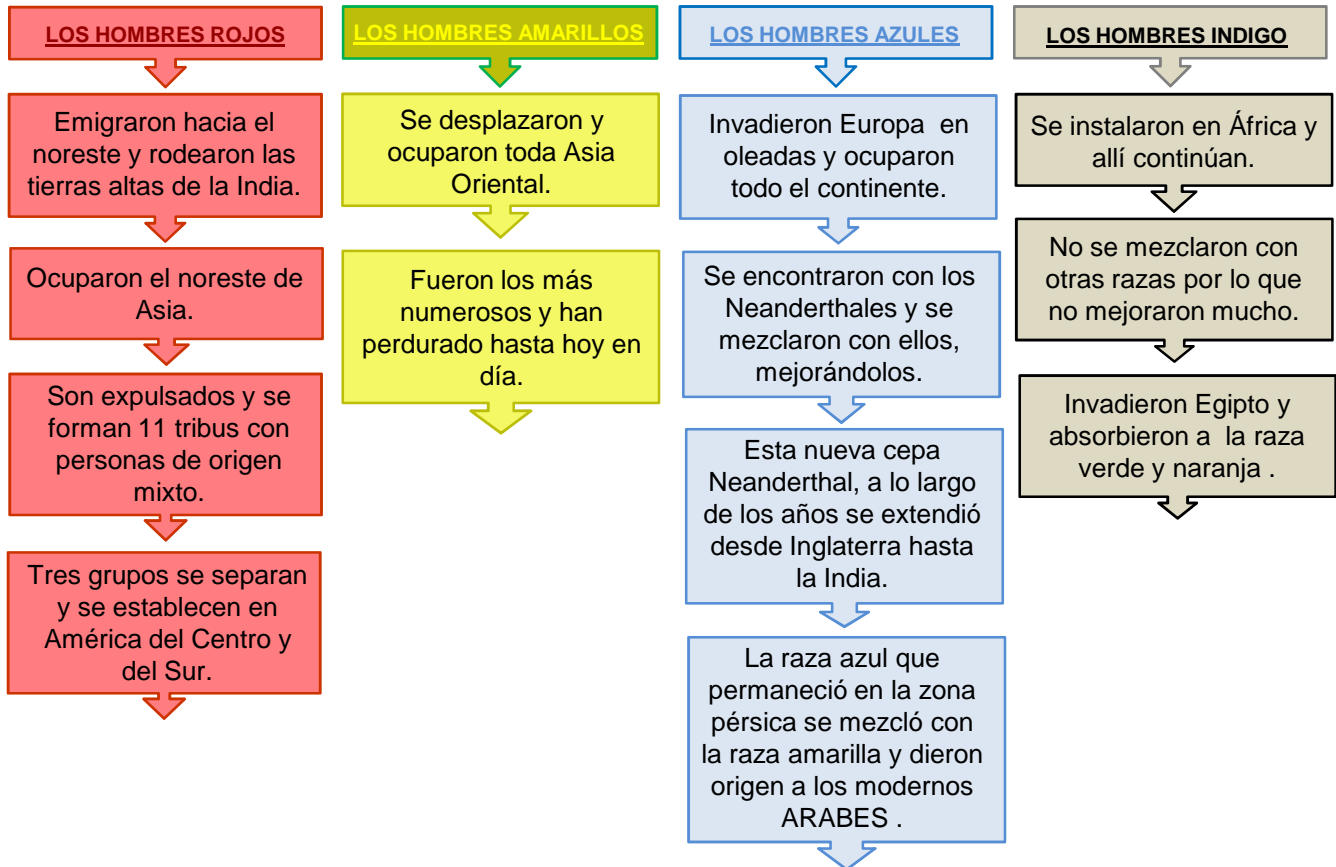 LOS HOMBRES ROJOS
Emigraron hacia el
noreste y rodearon las
tierras altas de la India.
Ocuparon el noreste de
Asia.
Son expulsados y se
forman 11 tribus con
personas de origen
mixto.
Tres grupos se separan
y se establecen en
América del Centro y
del Sur.
LOS HOMBRES AMARILLOS
Se desplazaron y
ocuparon toda Asia
Oriental.
Fueron los más
numerosos y han
perdurado hasta hoy en
día.
LOS HOMBRES AZULES
Invadieron Europa en
oleadas y ocuparon
todo el continente.
Se encontraron con los
Neanderthales y se
mezclaron con ellos,
mejorándolos.
Esta nueva cepa
Neanderthal, a lo largo
de los años se extendió
desde Inglaterra hasta
la India.
La raza azul que
permaneció en la zona
pérsica se mezcló con
la raza amarilla y dieron
origen a los modernos
ARABES .
LOS HOMBRES INDIGO
Se instalaron en África y
allí continúan.
No se mezclaron con
otras razas por lo que
no mejoraron mucho.
Invadieron Egipto y
absorbieron a la raza
verde y naranja .